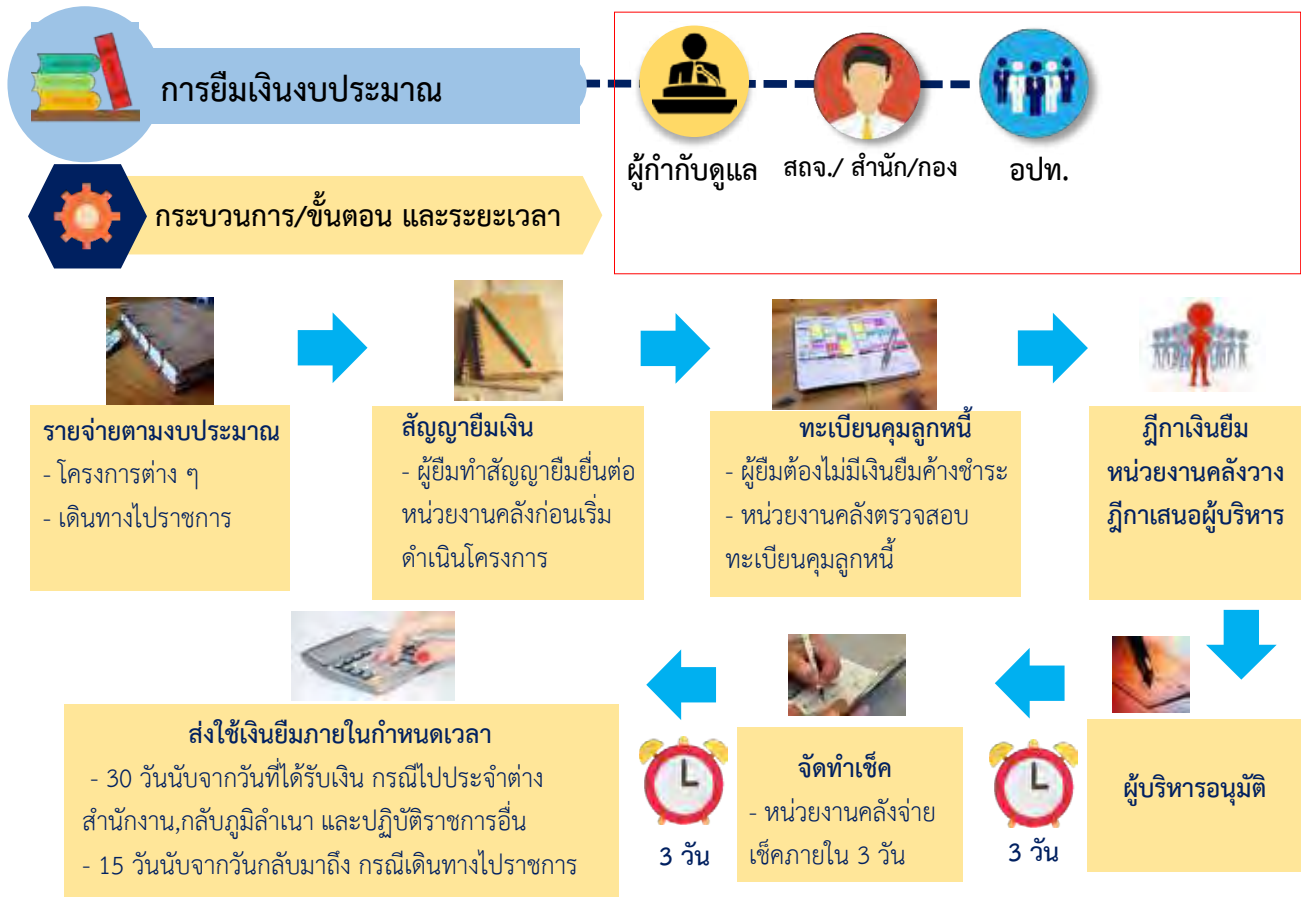 การยืมเงินงบประมาณ
ผู้กำกับดูแล
สถจ./ สำนัก/กอง
อปท.
กระบวนการ/ขั้นตอน และระยะเวลา
รายจ่ายตามงบประมาณ
- โครงการต่าง ๆ
- เดินทางไปราชการ
สัญญายืมเงิน
- ผู้ยืมทำสัญญายืมยื่นต่อ
หน่วยงานคลังก่อนเริ่ม
ดำเนินโครงการ
ทะเบียนคุมลูกหนี้
- ผู้ยืมต้องไม่มีเงินยืมค้างชำระ
- หน่วยงานคลังตรวจสอบ
ทะเบียนคุมลูกหนี้
ฎีกาเงินยืม
หน่วยงานคลังวาง
ฎีกาเสนอผู้บริหาร
ผู้บริหารอนุมัติ
3 วัน
จัดทำเช็ค
- หน่วยงานคลังจ่าย
เช็คภายใน 3 วัน
3 วัน
ส่งใช้เงินยืมภายในกำหนดเวลา
- 30 วันนับจากวันที่ได้รับเงิน กรณีไปประจำต่าง
สำนักงาน,กลับภูมิลำเนา และปฏิบัติราชการอื่น
- 15 วันนับจากวันกลับมาถึง กรณีเดินทางไปราชการ